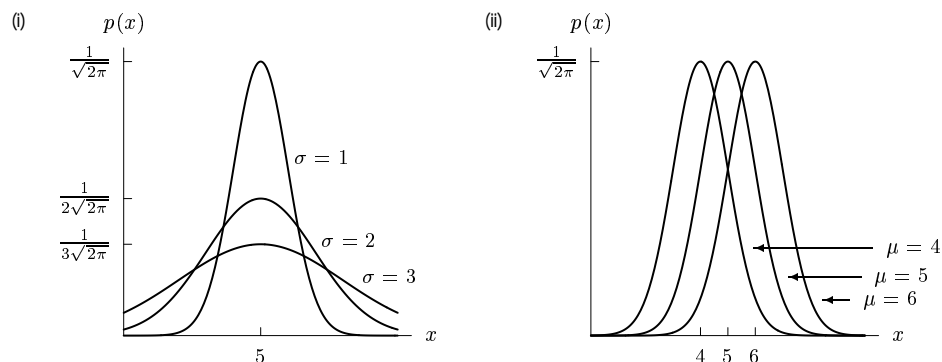 (i)
p(x)
1/√2π
σ = 1
1/2√2π
σ = 2
1/3√2π
σ = 3
x
5
(ii)
p(x)
1/√2π
μ = 4
μ = 5
μ = 6
x
4 5 6